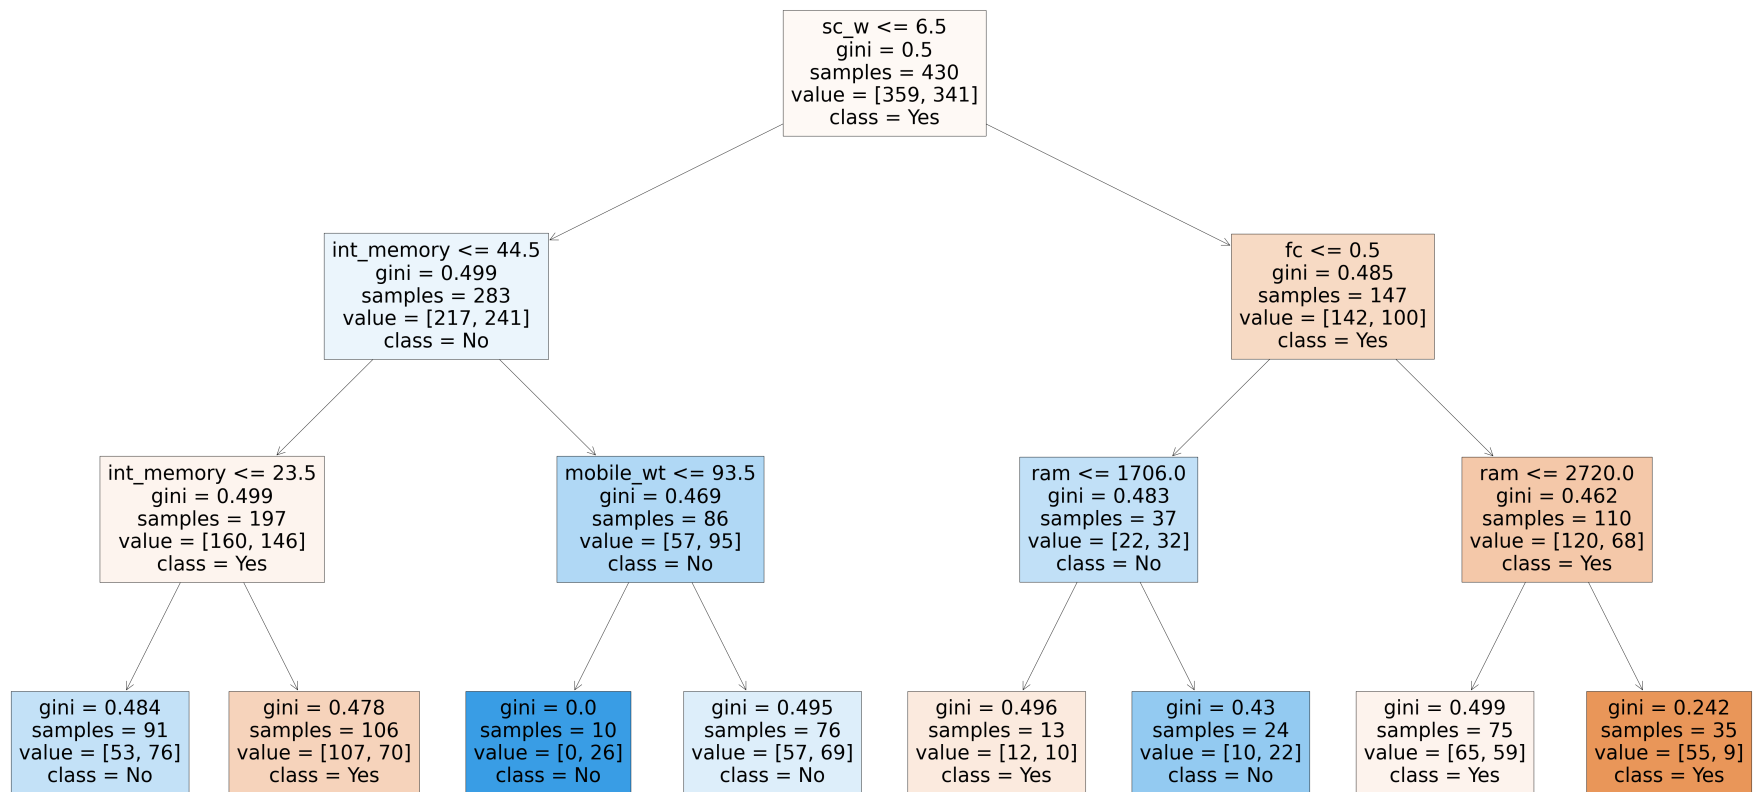 sc_w <= 6.5
gini = 0.5
samples = 430
value = [359, 341]
class = Yes
int_memory <= 44.5
gini = 0.499
samples = 283
value = [217, 241]
class = No
fc <= 0.5
gini = 0.485
samples = 147
value = [142, 100]
class = Yes
int_memory <= 23.5
gini = 0.499
samples = 197
value = [160, 146]
class = Yes
mobile_wt <= 93.5
gini = 0.469
samples = 86
value = [57, 95]
class = No
ram <= 1706.0
gini = 0.483
samples = 37
value = [22, 32]
class = No
ram <= 2720.0
gini = 0.462
samples = 110
value = [120, 68]
class = Yes
gini = 0.484
samples = 91
value = [53, 76]
class = No
gini = 0.478
samples = 106
value = [107, 70]
class = Yes
gini = 0.0
samples = 10
value = [0, 26]
class = No
gini = 0.495
samples = 76
value = [57, 69]
class = No
gini = 0.496
samples = 13
value = [12, 10]
class = Yes
gini = 0.43
samples = 24
value = [10, 22]
class = No
gini = 0.499
samples = 75
value = [65, 59]
class = Yes
gini = 0.242
samples = 35
value = [55, 9]
class = Yes